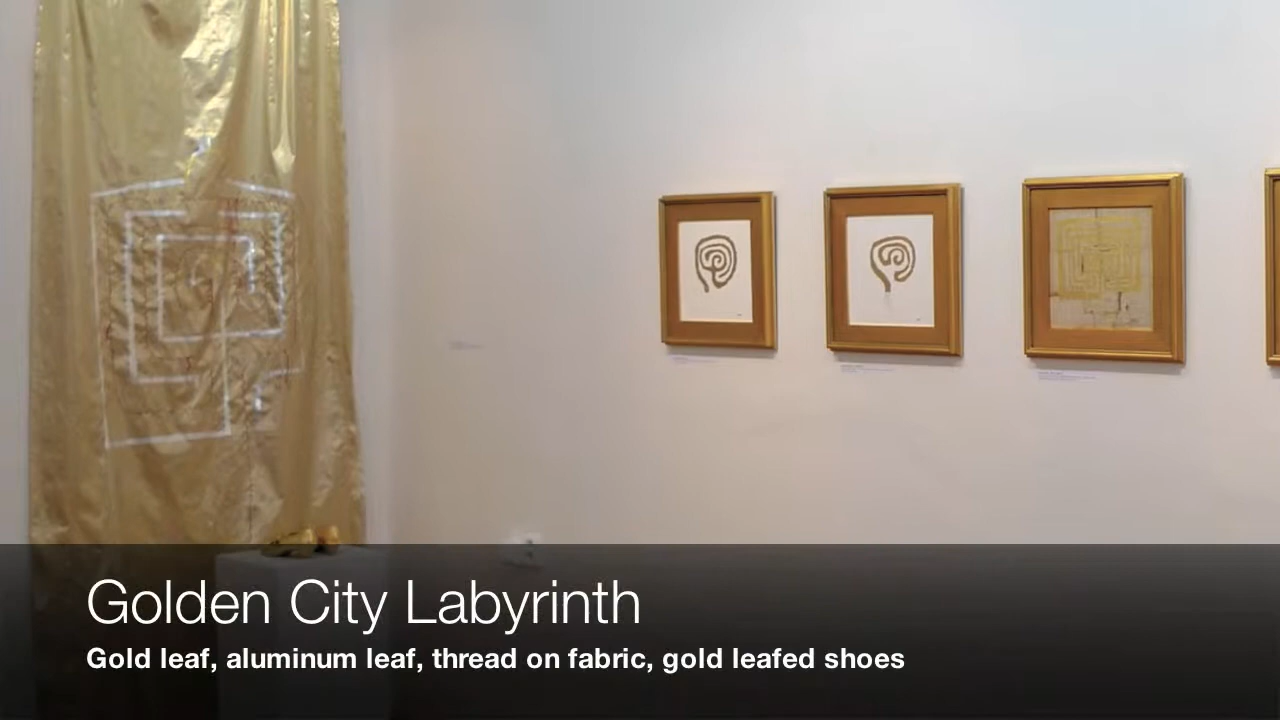 Golden City Labyrinth
Gold leaf, aluminum leaf, thread on fabric, gold leafed shoes